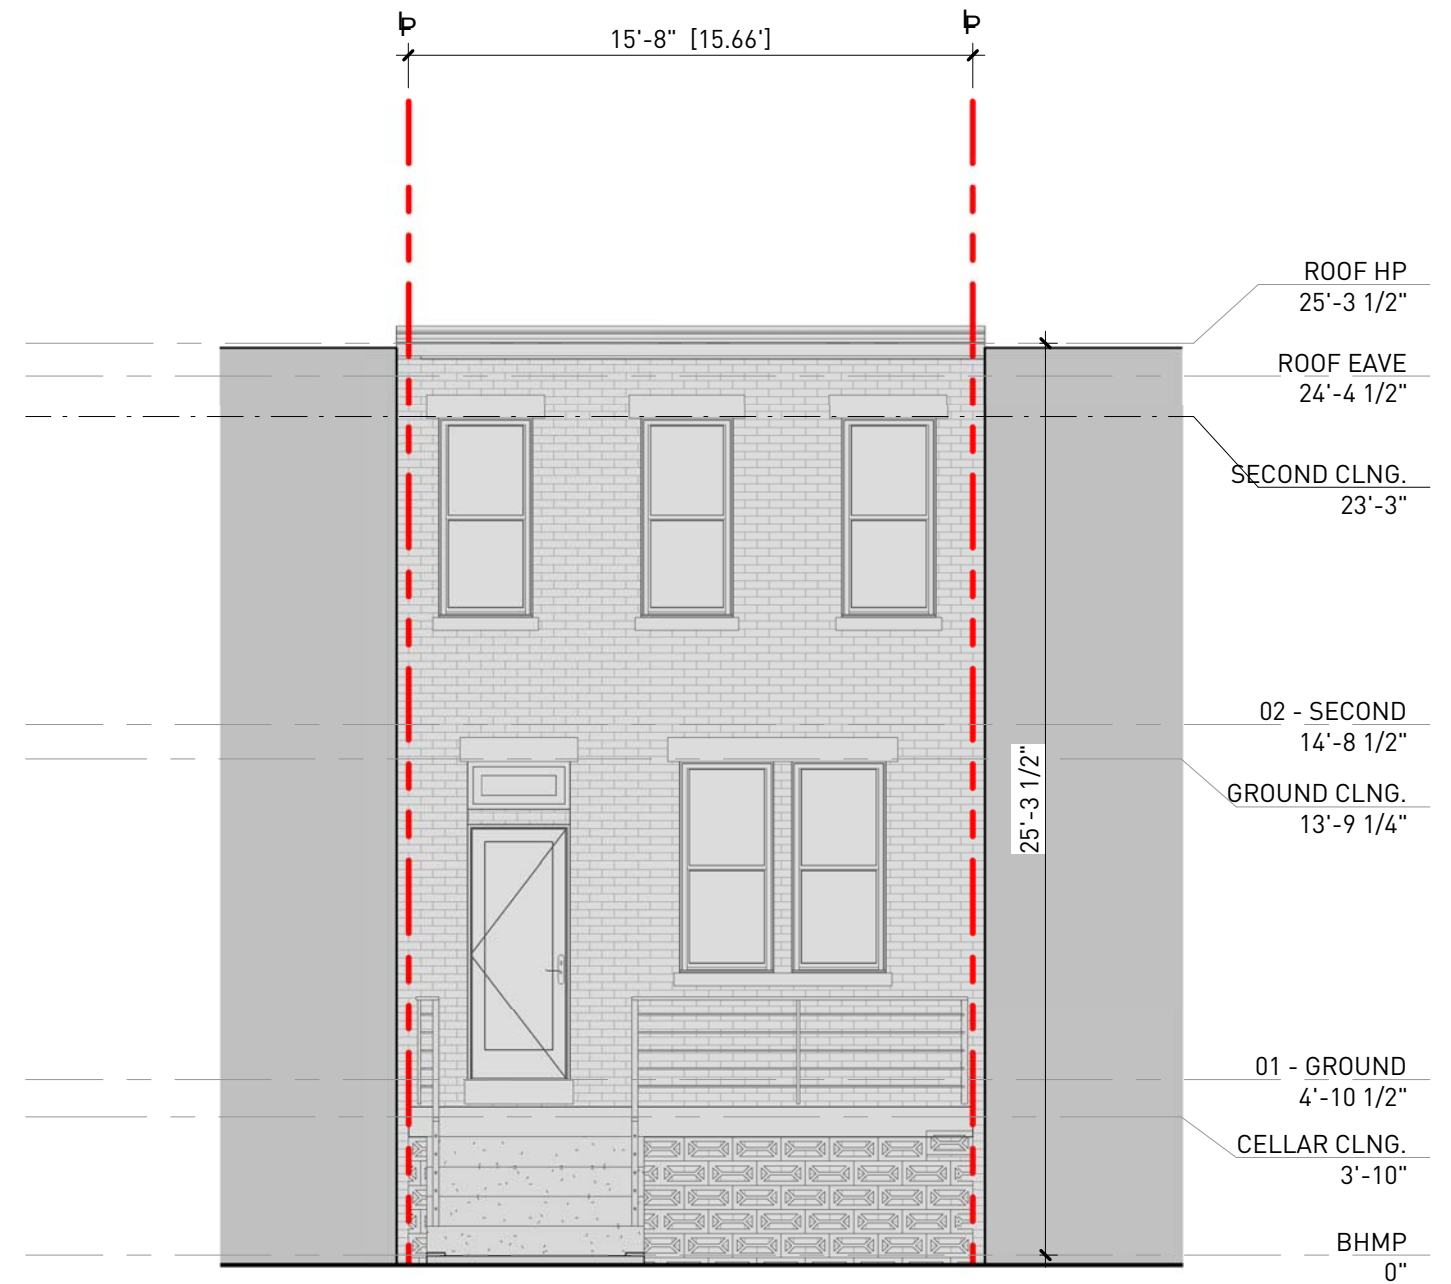 15'-8" [15.66']
ROOF HP
25'-3 1/2"
ROOF EAVE
24'-4 1/2"
SECOND CLNG.
23'-3"
02 - SECOND
14'-8 1/2"
GROUND CLNG.
13'-9 1/4"
25'-3 1/2"
01 - GROUND
4'-10 1/2"
CELLAR CLNG.
3'-10"
BHMP
0"